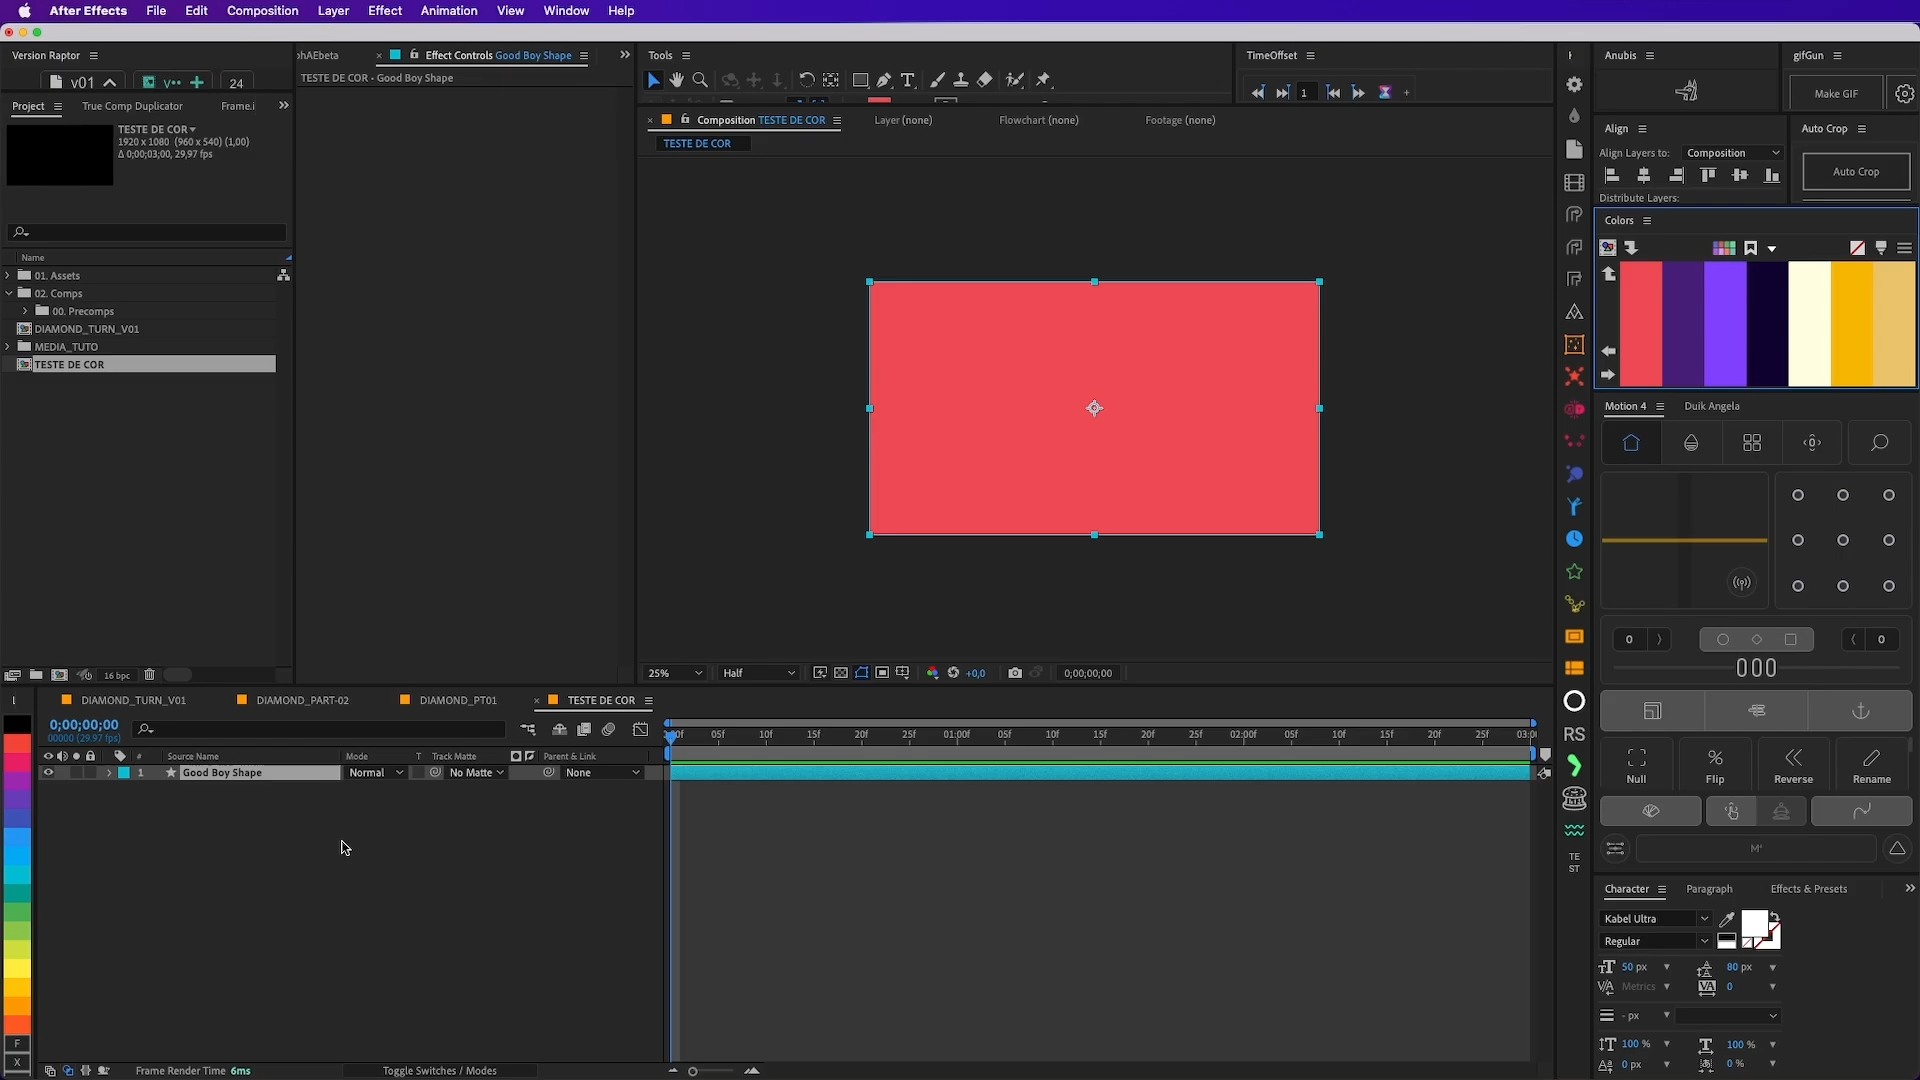 After Effects File Edit Composition Layer Effect Animation View Window Help
Version Raptor
v01 24
Project True Comp Duplicator Frame.i
TESTE DE COR
1920 x 1080 (960 x 540) (1,00)
Δ 0;00;03;00, 29,97 fps
Name
01. Assets
02. Comps
00. Precomps
DIAMOND_TURN_V01
MEDIA_TUTO
TESTE DE COR
16 bpc
Effect Controls Good Boy Shape
TESTE DE COR • Good Boy Shape
Tools
Composition TESTE DE COR Layer (none) Flowchart (none) Footage (none)
TESTE DE COR
25% Half +0,0 0;00;00;00
TimeOffset
1
Anubis
gifGun
Make GIF
Align
Align Layers to: Composition
Distribute Layers:
Auto Crop
Auto Crop
Colors
Motion 4 Duik Angela
0 0
Null Flip Reverse Rename
RS
TE
ST
Character Paragraph Effects & Presets
Kabel Ultra
Regular
50 px 80 px
Metrics 0
- px
100 % 100 %
0 px 0 %
DIAMOND_TURN_V01 DIAMOND_PART-02 DIAMOND_PT01 TESTE DE COR
0;00;00;00
00000 (29.97 fps)
05f 10f 15f 20f 25f 01:00f 05f 10f 15f 20f 25f 02:00f 05f 10f 15f 20f 25f
# Source Name Mode T Track Matte Parent & Link
1 Good Boy Shape Normal No Matte None
F
X
Frame Render Time 6ms Toggle Switches / Modes